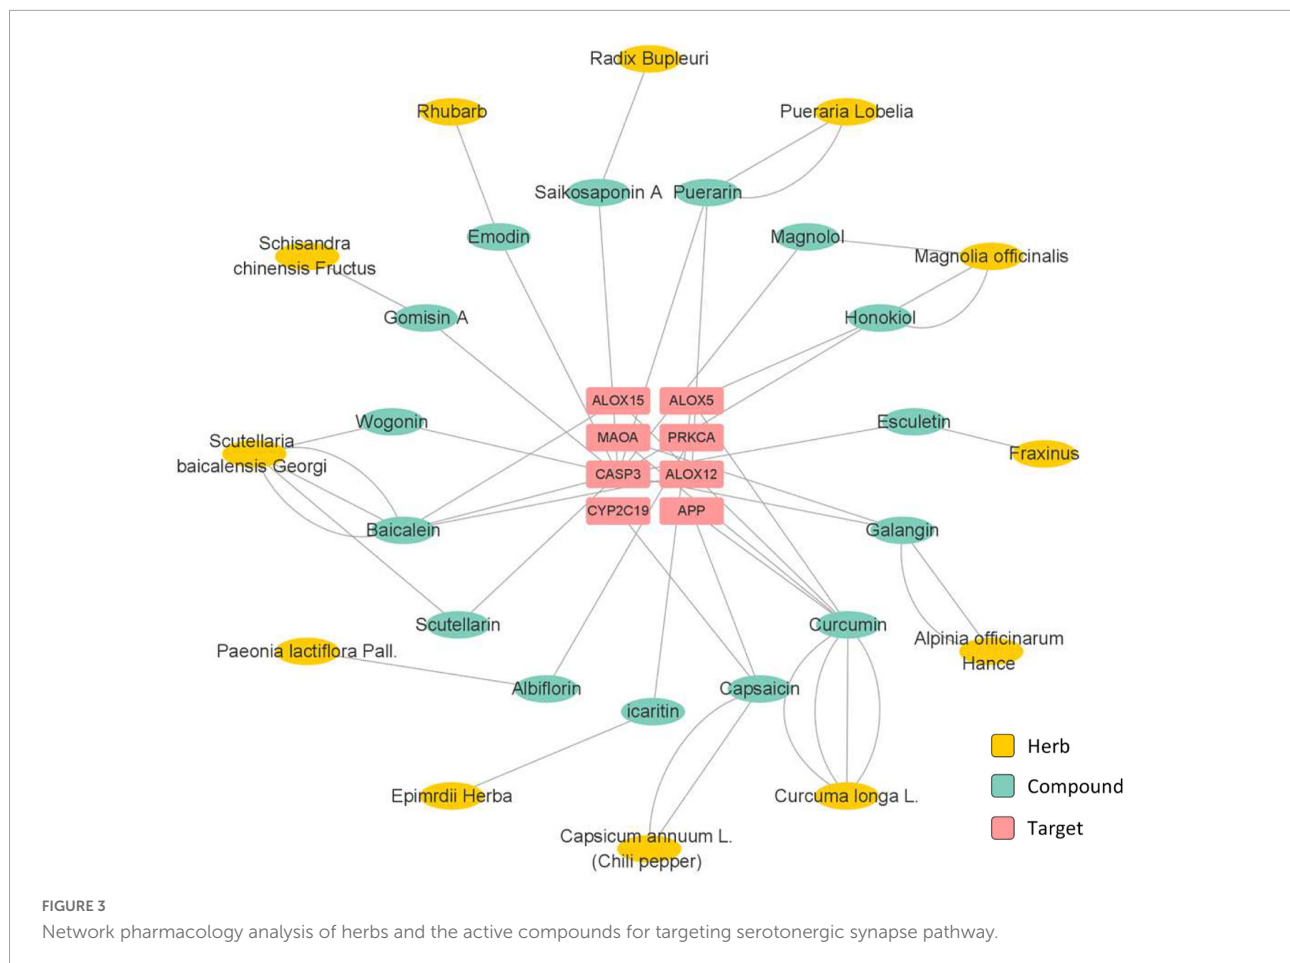 Radix Bupleuri
Rhubarb
Pueraria Lobelia
Saikosaponin A
Puerarin
Emodin
Magnolol
Schisandra
chinensis Fructus
Magnolia officinalis
Gomisin A
Honokiol
ALOX15
ALOX5
Wogonin
Esculetin
MAOA
PRKCA
Scutellaria
baicalensis Georgi
Fraxinus
CASP3
ALOX12
CYP2C19
APP
Baicalein
Galangin
Scutellarin
Curcumin
Paeonia lactiflora Pall.
Alpinia officinarum
Hance
Albiflorin
Capsaicin
icaritin
Epimrdii Herba
Curcuma longa L.
Capsicum annuum L.
(Chili pepper)
Herb
Compound
Target
FIGURE 3
Network pharmacology analysis of herbs and the active compounds for targeting serotonergic synapse pathway.